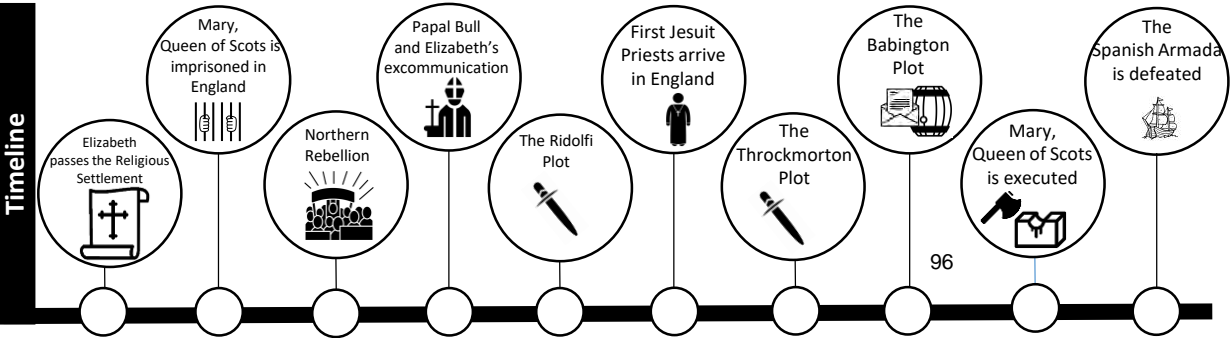 Timeline
Elizabeth
passes the Religious
Settlement
Mary,
Queen of Scots is
imprisoned in
England
Northern
Rebellion
Papal Bull
and Elizabeth’s
excommunication
The Ridolfi
Plot
First Jesuit
Priests arrive
in England
The
Throckmorton
Plot
The
Babington
Plot
96
Mary,
Queen of Scots
is executed
The
Spanish Armada
is defeated